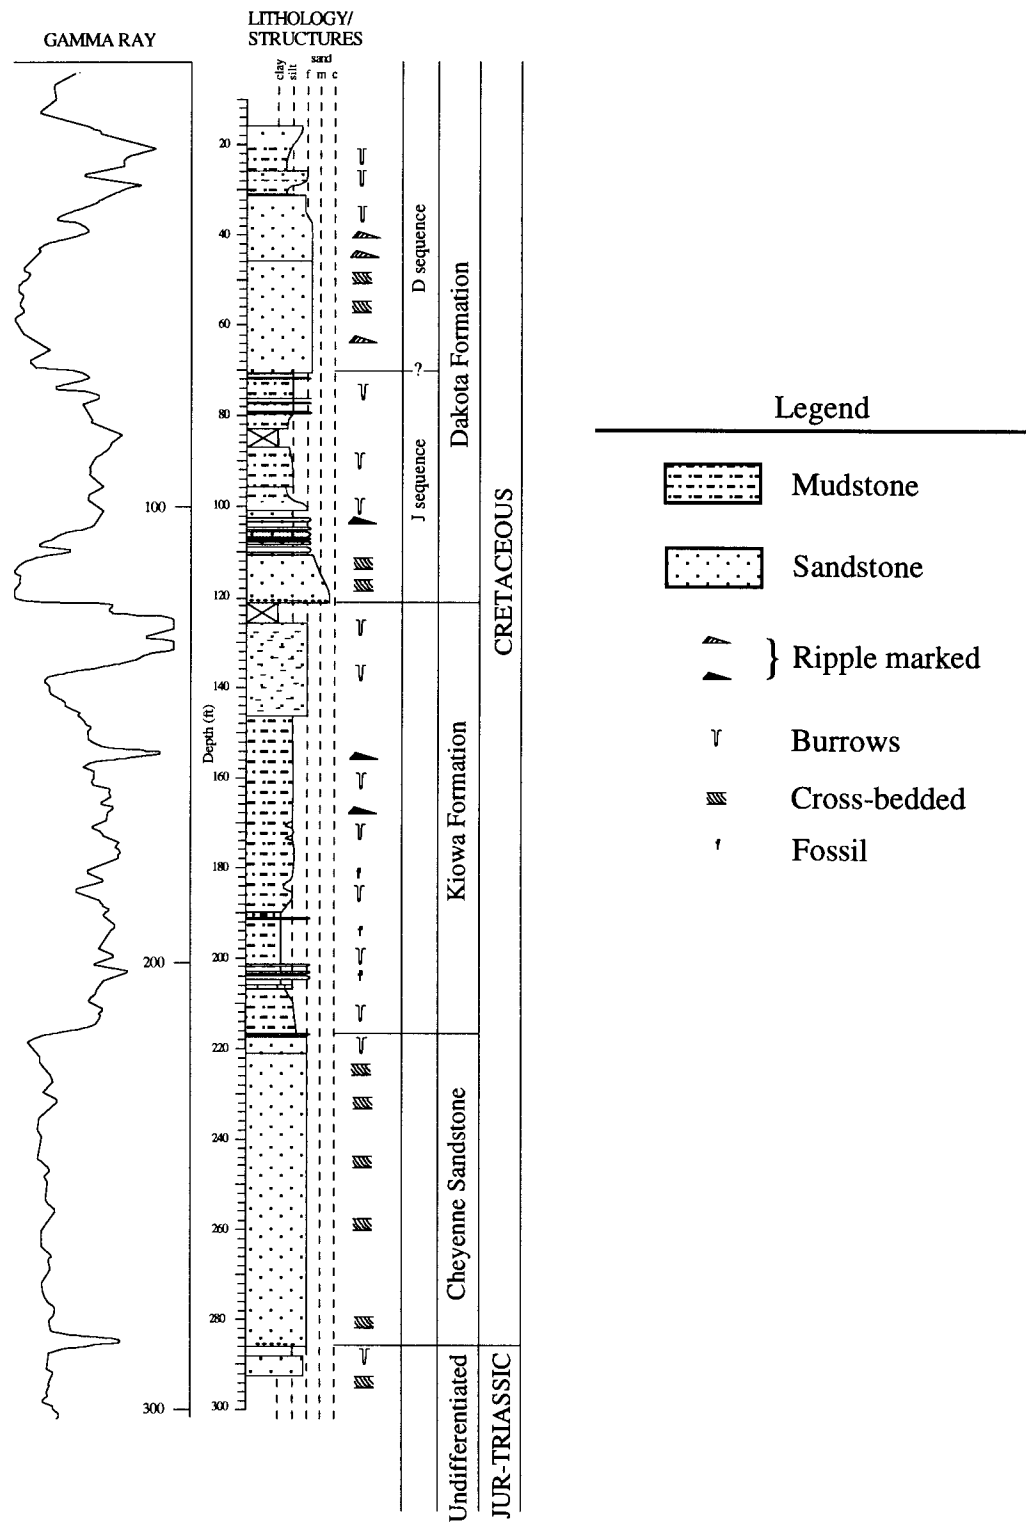 GAMMA RAY
LITHOLOGY/
STRUCTURES
sand
clay
silt
f m c
20
40
60
80
100
120
140
160
180
200
220
240
260
280
300
Depth (ft)
100
200
300
f
f
f
D sequence
?
J sequence
Dakota Formation
Kiowa Formation
Cheyenne Sandstone
Undifferentiated
CRETACEOUS
JUR-TRIASSIC
Legend
Mudstone
Sandstone
} Ripple marked
Burrows
Cross-bedded
f Fossil